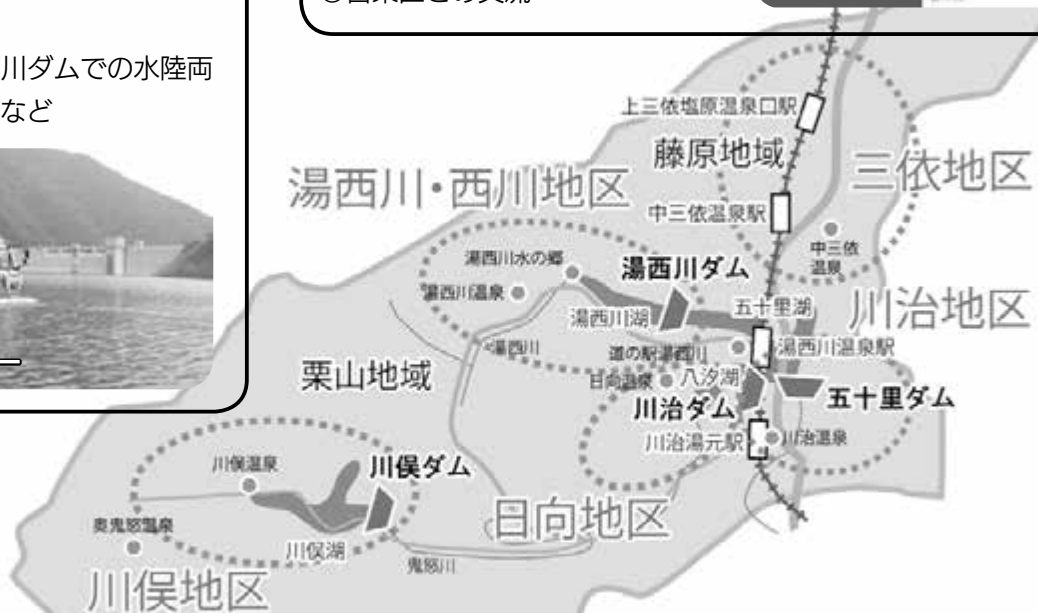 川ダムでの水陸両
など
上三依塩原温泉口駅
藤原地域
三依地区
湯西川・西川地区
中三依温泉駅
中三依
温泉
湯西川水の郷
湯西川ダム
湯西川温泉
五十里湖
川治地区
湯西川湖
湯西川
道の駅湯西川
湯西川温泉駅
栗山地域
日向温泉
八汐湖
川治ダム
五十里ダム
川治湯元駅
川治温泉
川俣温泉
川俣ダム
日向地区
奥鬼怒温泉
川俣湖
鬼怒川
川俣地区